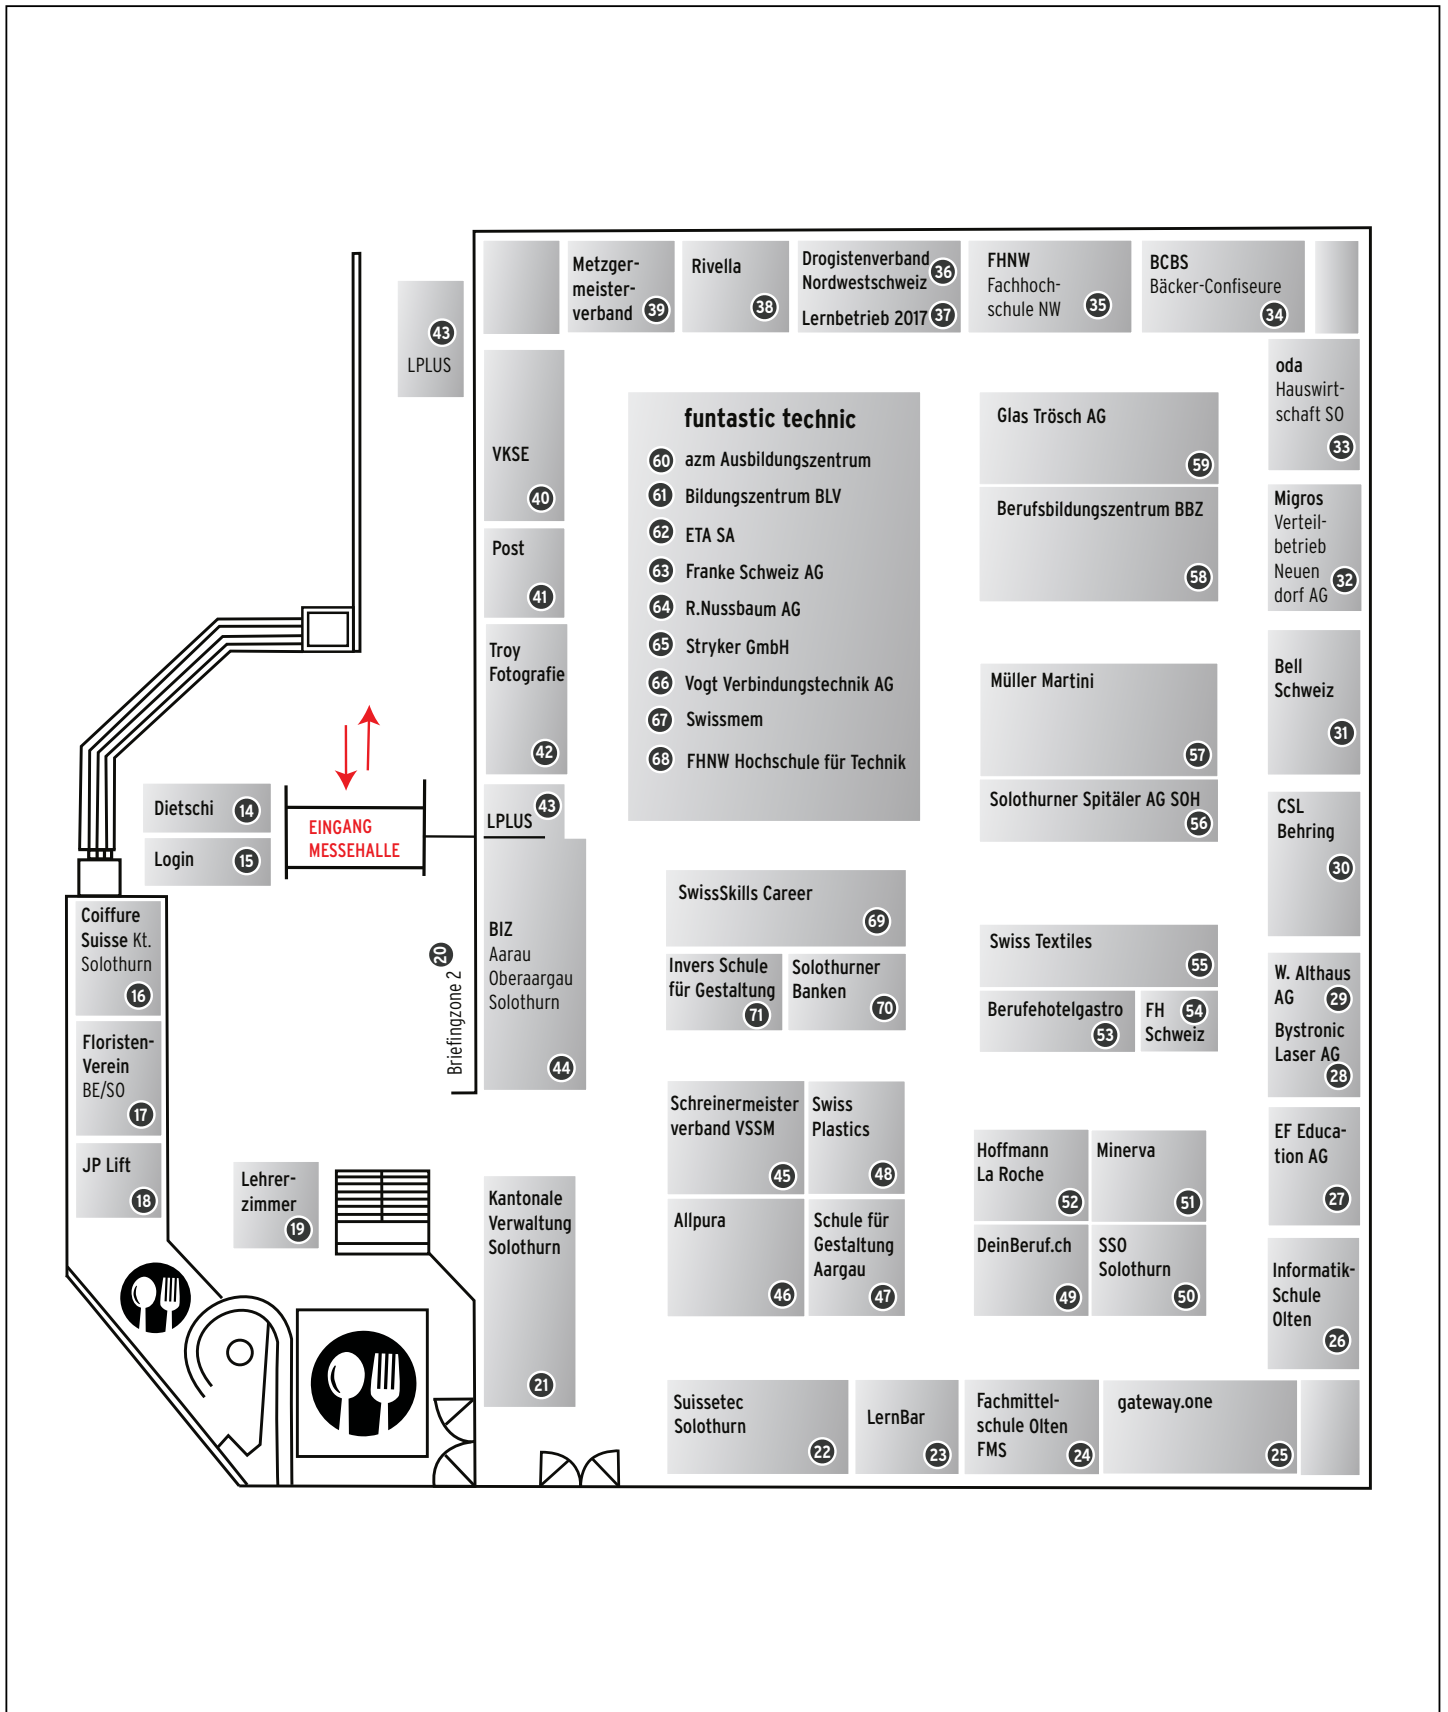 Metzger-
meister-
verband 39
Rivella
38
Drogistenverband
Nordwestschweiz 36
Lernbetrieb 2017 37
FHNW
Fachhoch-
schule NW 35
BCBS
Bäcker-Confiseure
34
43
LPLUS
oda
Hauswirt-
schaft SO
33
VKSE
40
funtastic technic
60 azm Ausbildungszentrum
61 Bildungszentrum BLV
62 ETA SA
63 Franke Schweiz AG
64 R.Nussbaum AG
65 Stryker GmbH
66 Vogt Verbindungstechnik AG
67 Swissmem
68 FHNW Hochschule für Technik
Glas Trösch AG
59
Berufsbildungszentrum BBZ
58
Migros
Verteil-
betrieb
Neuen
dorf AG 32
Post
41
Troy
Fotografie
42
Müller Martini
57
Bell
Schweiz
31
Dietschi 14
Login 15
EINGANG
MESSEHALLE
LPLUS 43
Solothurner Spitäler AG SOH
56
CSL
Behring
30
Coiffure
Suisse Kt.
Solothurn
16
Briefingzone 2 20
BIZ
Aarau
Oberaargau
Solothurn
44
SwissSkills Career
69
Invers Schule
für Gestaltung
71
Solothurner
Banken
70
Swiss Textiles
55
Berufehotelgastro
53
FH 54
Schweiz
W. Althaus
AG 29
Bystronic
Laser AG
28
Floristen-
Verein
BE/SO
17
JP Lift
18
Lehrer-
zimmer
19
Kantonale
Verwaltung
Solothurn
21
Schreinermeister
verband VSSM
45
Swiss
Plastics
48
Allpura
46
Schule für
Gestaltung
Aargau
47
Hoffmann
La Roche
52
Minerva
51
DeinBeruf.ch
49
SSO
Solothurn
50
EF Educa-
tion AG
27
Informatik-
Schule
Olten
26
Suissetec
Solothurn
22
LernBar
23
Fachmittel-
schule Olten
FMS 24
gateway.one
25